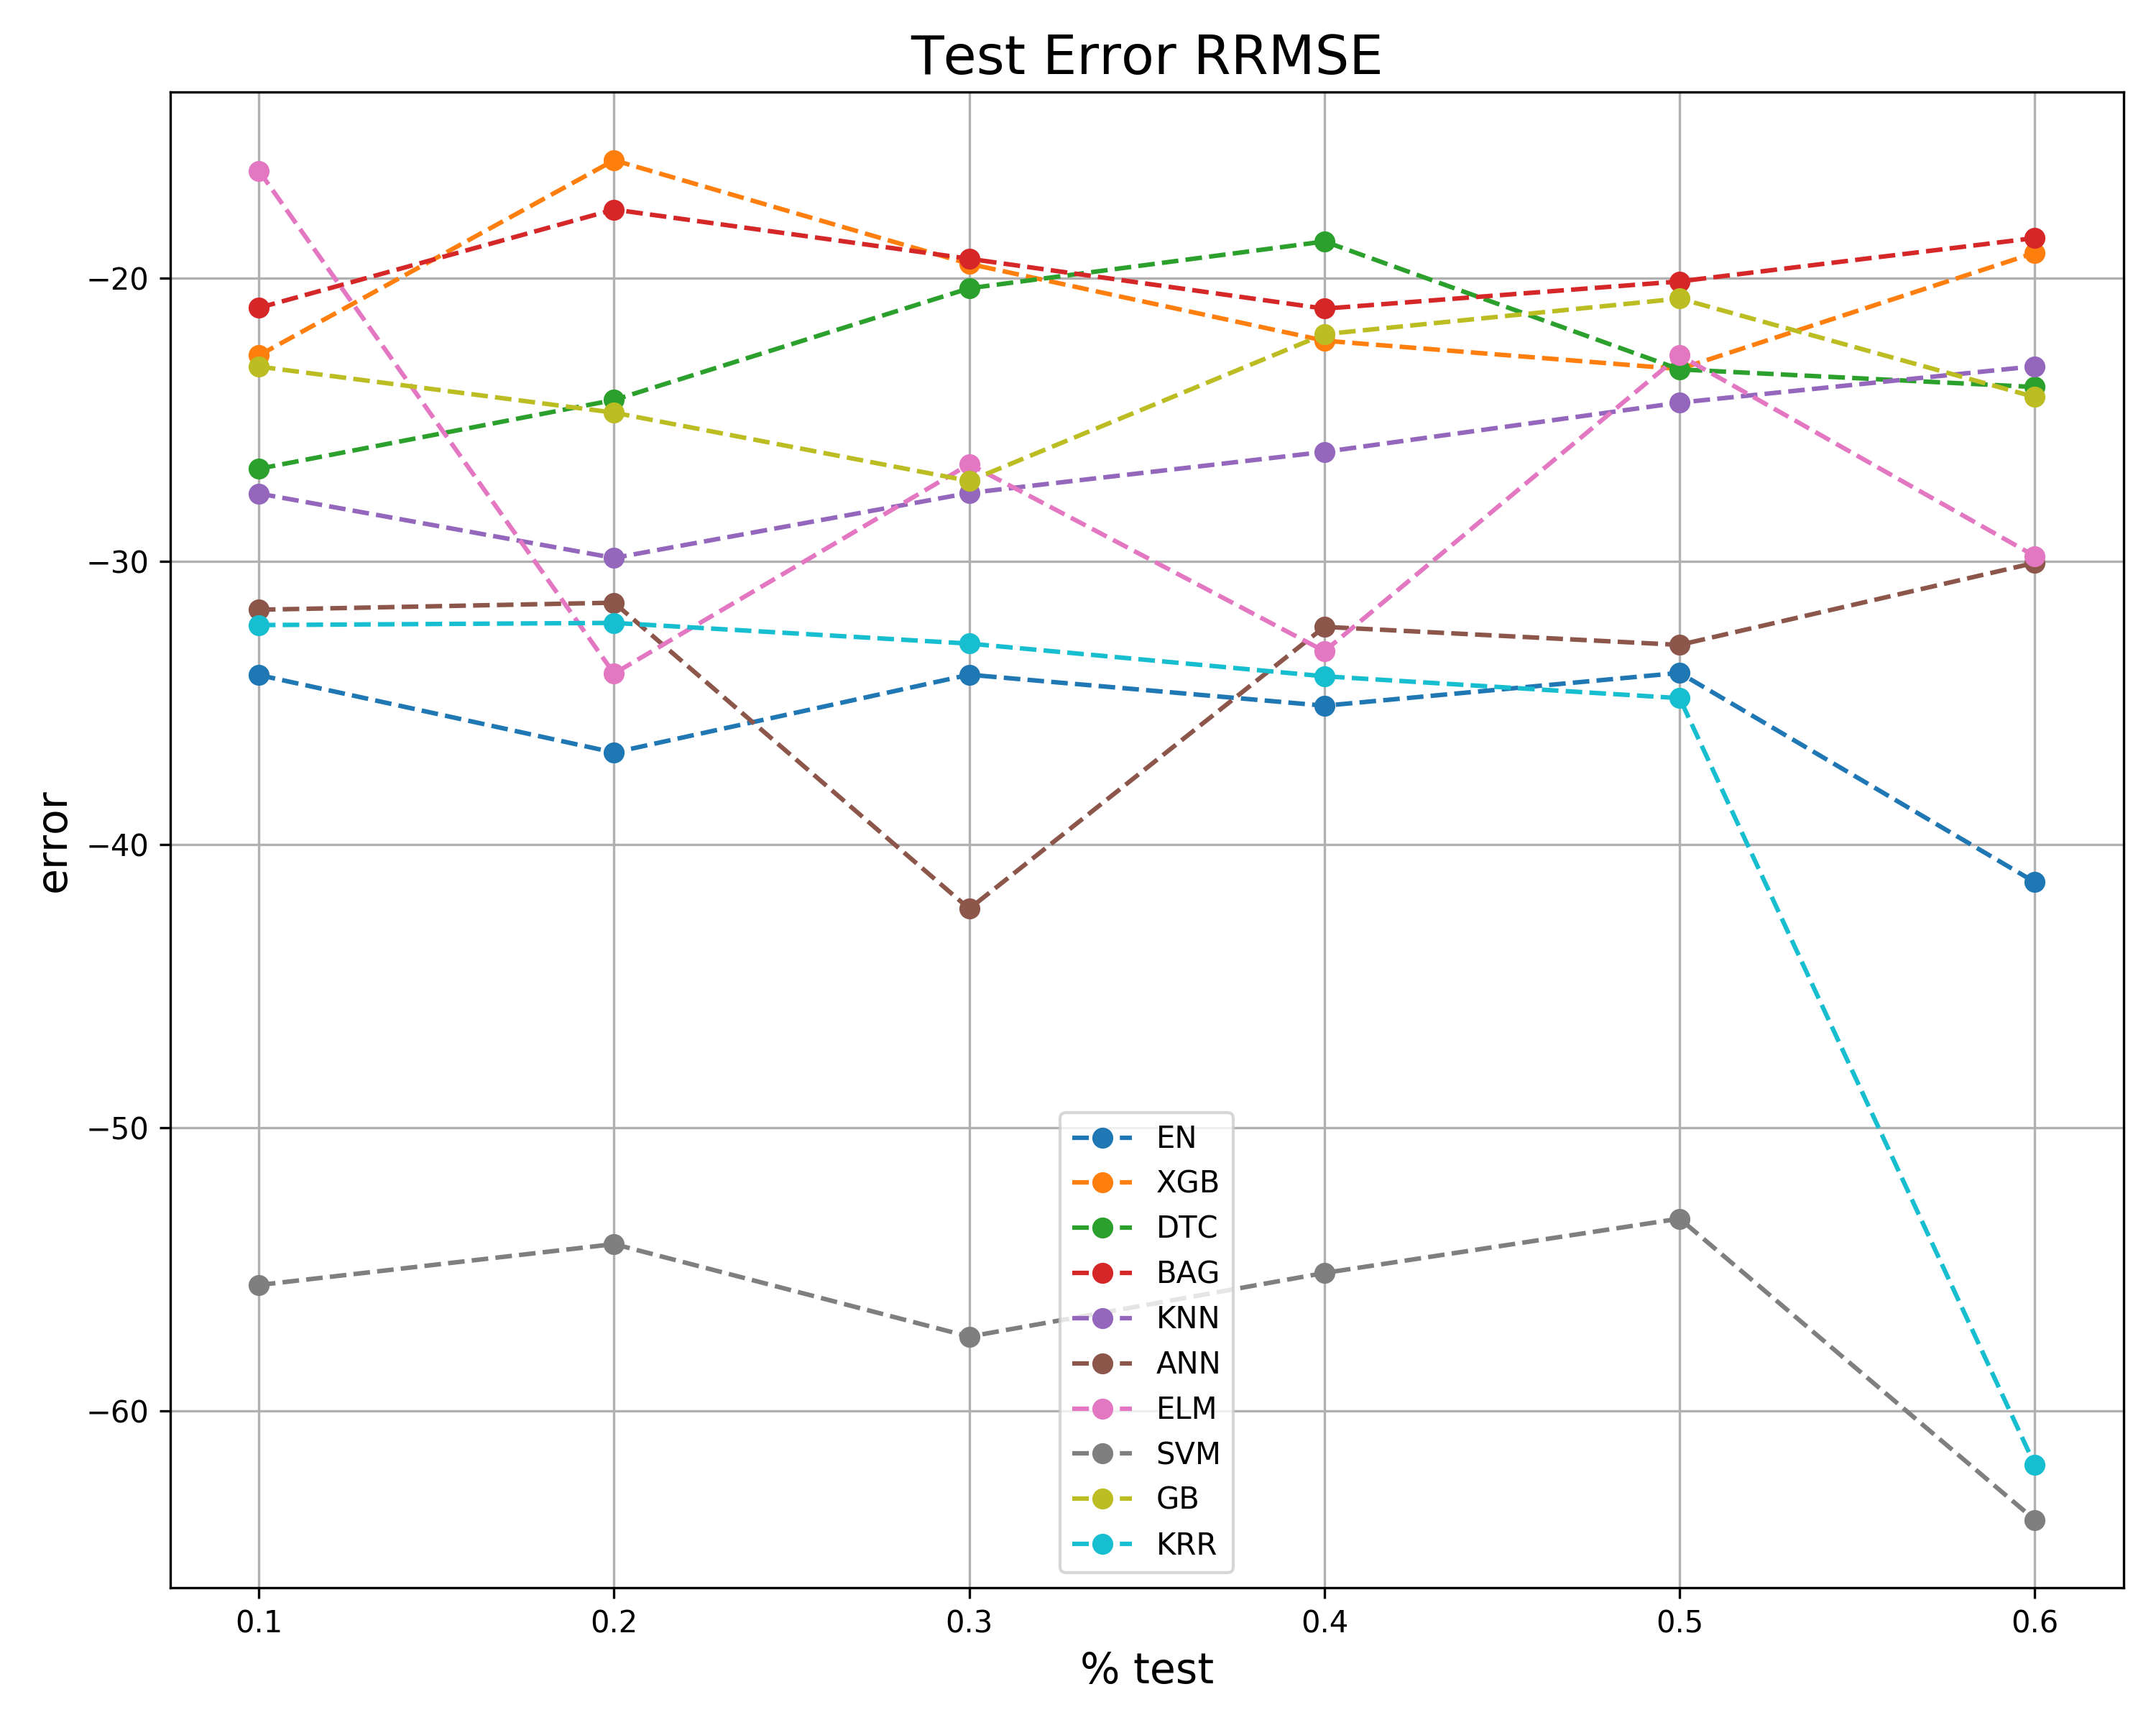 Test Error RRMSE
error
−20
−30
−40
−50
−60
EN
XGB
DTC
BAG
KNN
ANN
ELM
SVM
GB
KRR
0.1 0.2 0.3 0.4 0.5 0.6
% test